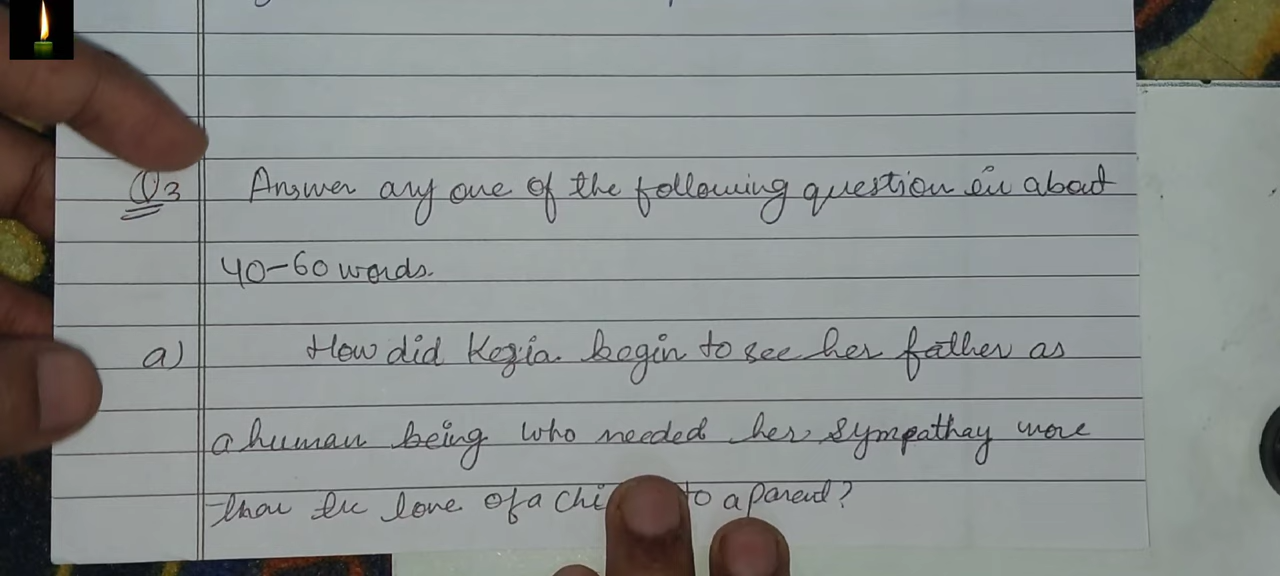 Q3 Answer any one of the following question in about
40-60 words.
a) How did Kezia begin to see her father as
a human being who needed her sympathay more
than the love of a chi to a parent?